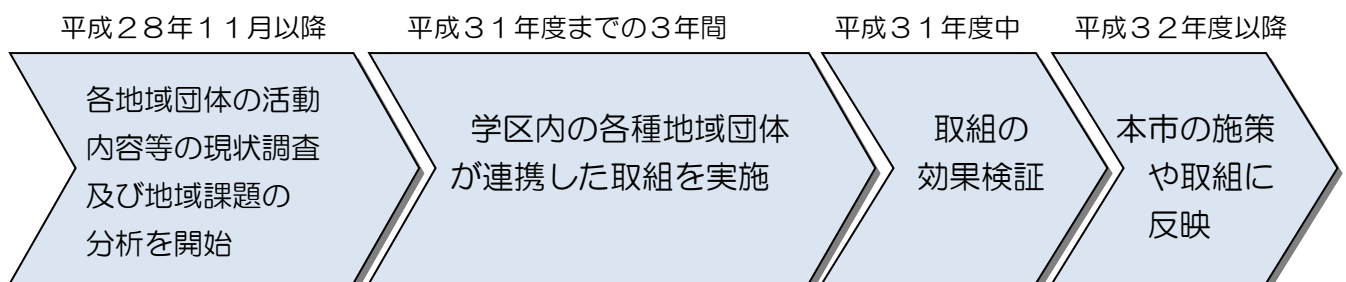 平成２８年１１月以降
平成３１年度までの３年間
平成３１年度中
平成３２年度以降
各地域団体の活動
内容等の現状調査
及び地域課題の
分析を開始
学区内の各種地域団体
が連携した取組を実施
取組の
効果検証
本市の施策
や取組に
反映